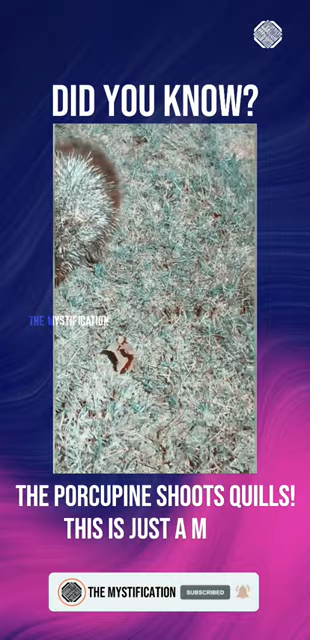 DID YOU KNOW?
THE MYSTIFICATION
THE PORCUPINE SHOOTS QUILLS!
THIS IS JUST A M
THE MYSTIFICATION
SUBSCRIBED